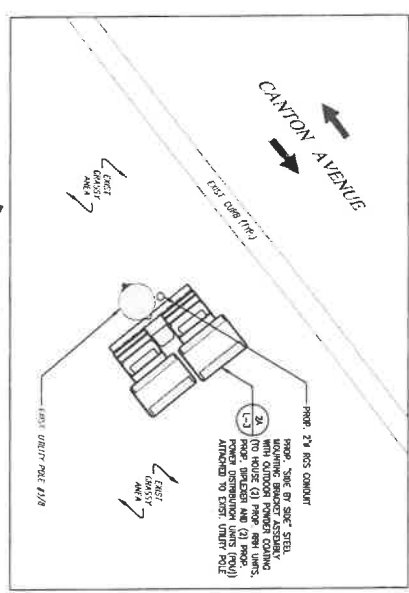 CANTON AVENUE
EXIST CURB (TYP.)
EXIST
GRASSY
AREA
PROP. 2"Ø RGS CONDUIT
2A
L-3
PROP. "SIDE BY SIDE" STEEL
MOUNTING BRACKET ASSEMBLY
WITH OUTDOOR POWDER COATING
(TO HOUSE (2) PROP. RRH UNITS,
PROP. DIPLEXER AND (2) PROP.
POWER DISTRIBUTION UNITS (PDU))
ATTACHED TO EXIST. UTILITY POLE
EXIST
GRASSY
AREA
UTILITY POLE